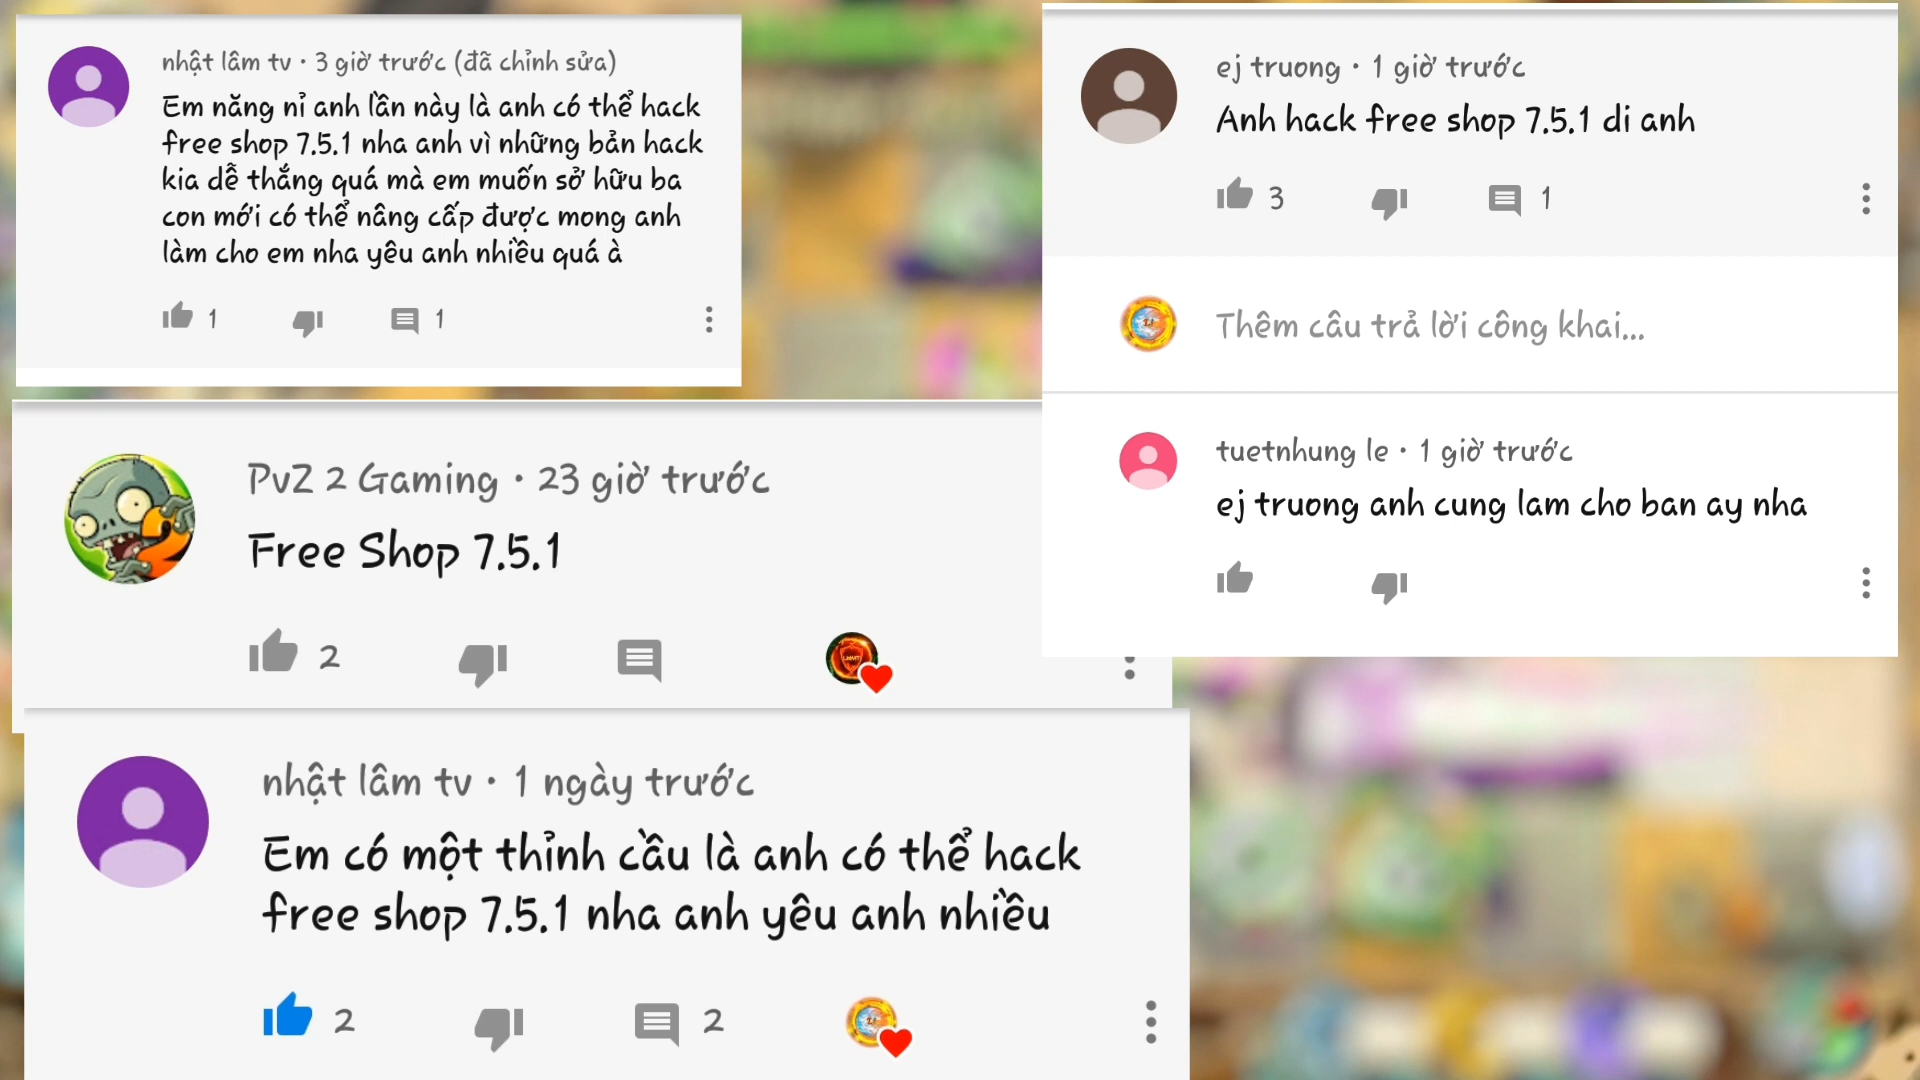 nhật lâm tv • 3 giờ trước (đã chỉnh sửa)
Em năng nỉ anh lần này là anh có thể hack
free shop 7.5.1 nha anh vì những bản hack
kia dễ thắng quá mà em muốn sở hữu ba
con mới có thể nâng cấp được mong anh
làm cho em nha yêu anh nhiều quá à
1
1
PvZ 2 Gaming • 23 giờ trước
Free Shop 7.5.1
2
nhật lâm tv • 1 ngày trước
Em có một thỉnh cầu là anh có thể hack
free shop 7.5.1 nha anh yêu anh nhiều
2
2
ej truong • 1 giờ trước
Anh hack free shop 7.5.1 di anh
3
1
Thêm câu trả lời công khai...
tuetnhung le • 1 giờ trước
ej truong anh cung lam cho ban ay nha